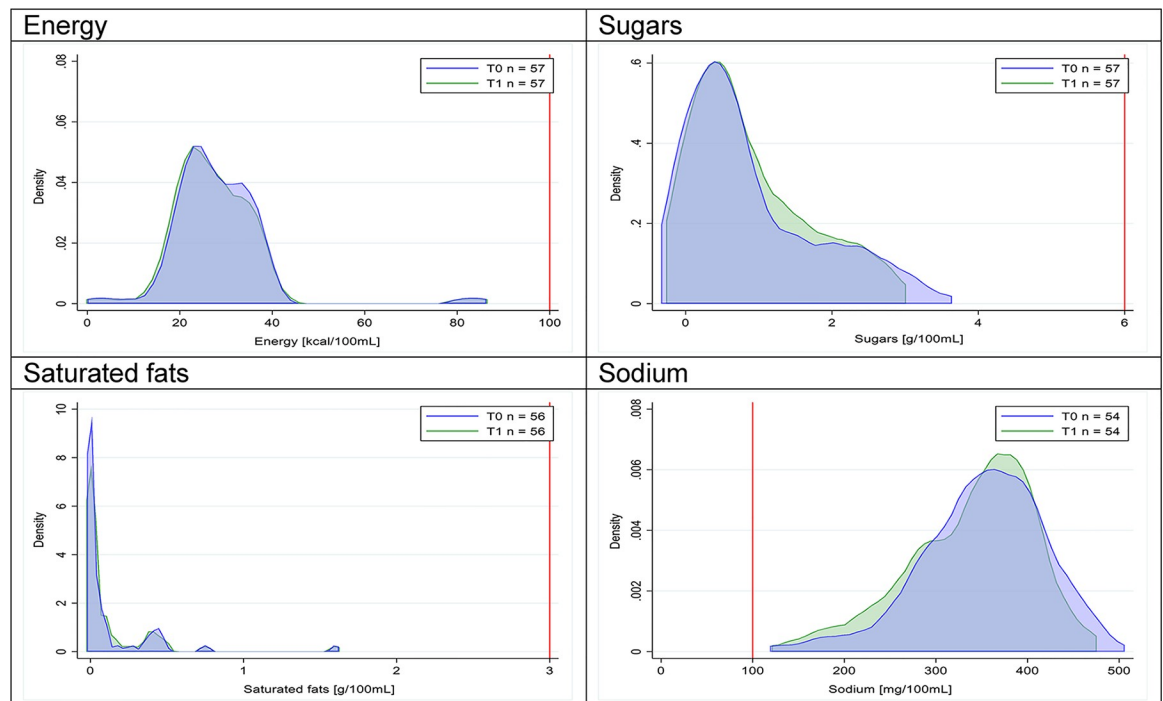 Energy
T0 n = 57
T1 n = 57
Density
0 .02 .04 .06 .08
0 20 40 60 80 100
Energy [kcal/100mL]
Sugars
T0 n = 57
T1 n = 57
Density
0 .2 .4 .6
0 2 4 6
Sugars [g/100mL]
Saturated fats
T0 n = 56
T1 n = 56
Density
0 2 4 6 8 10
0 1 2 3
Saturated fats [g/100mL]
Sodium
T0 n = 54
T1 n = 54
Density
0 .002 .004 .006 .008
0 100 200 300 400 500
Sodium [mg/100mL]